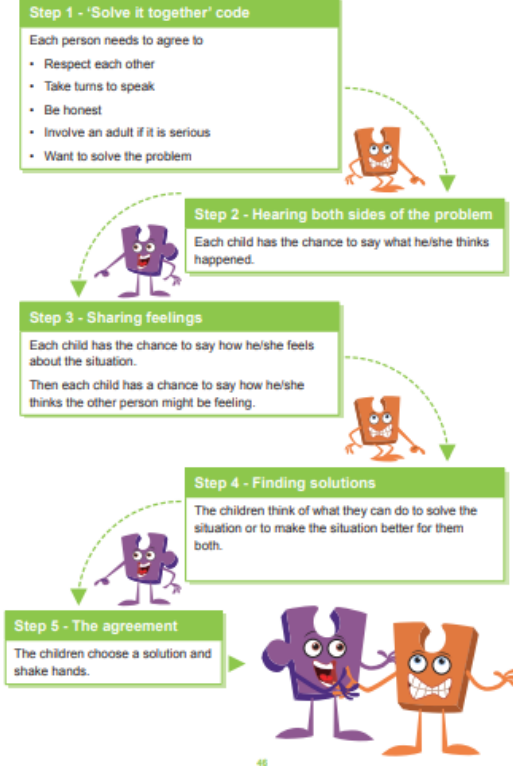 Step 1 - ‘Solve it together’ code
Each person needs to agree to
• Respect each other
• Take turns to speak
• Be honest
• Involve an adult if it is serious
• Want to solve the problem
Step 2 - Hearing both sides of the problem
Each child has the chance to say what he/she thinks
happened.
Step 3 - Sharing feelings
Each child has the chance to say how he/she feels
about the situation.
Then each child has a chance to say how he/she
thinks the other person might be feeling.
Step 4 - Finding solutions
The children think of what they can do to solve the
situation or to make the situation better for them
both.
Step 5 - The agreement
The children choose a solution and
shake hands.
46